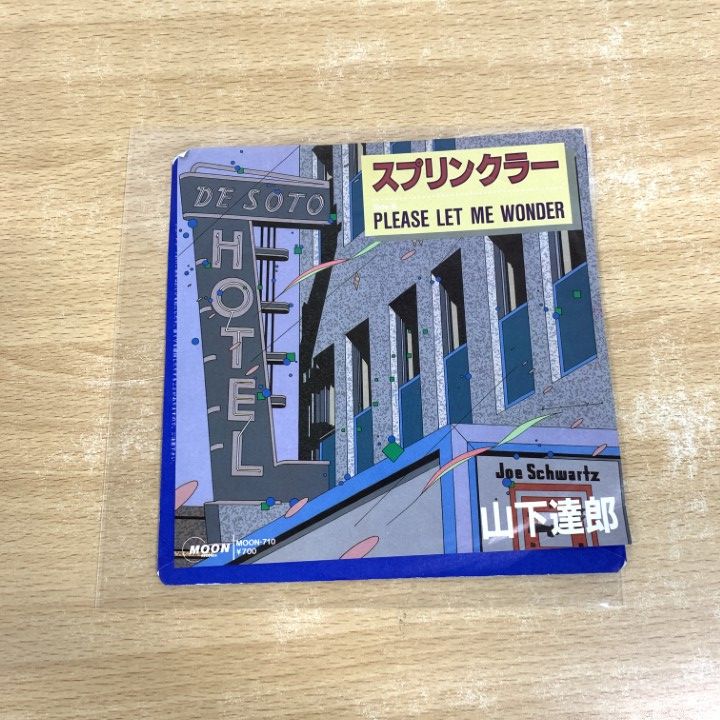 スプリンクラー
PLEASE LET ME WONDER
DE SOTO
HOTEL
Joe Schwartz
山下達郎
MOON
MOON-710
¥700